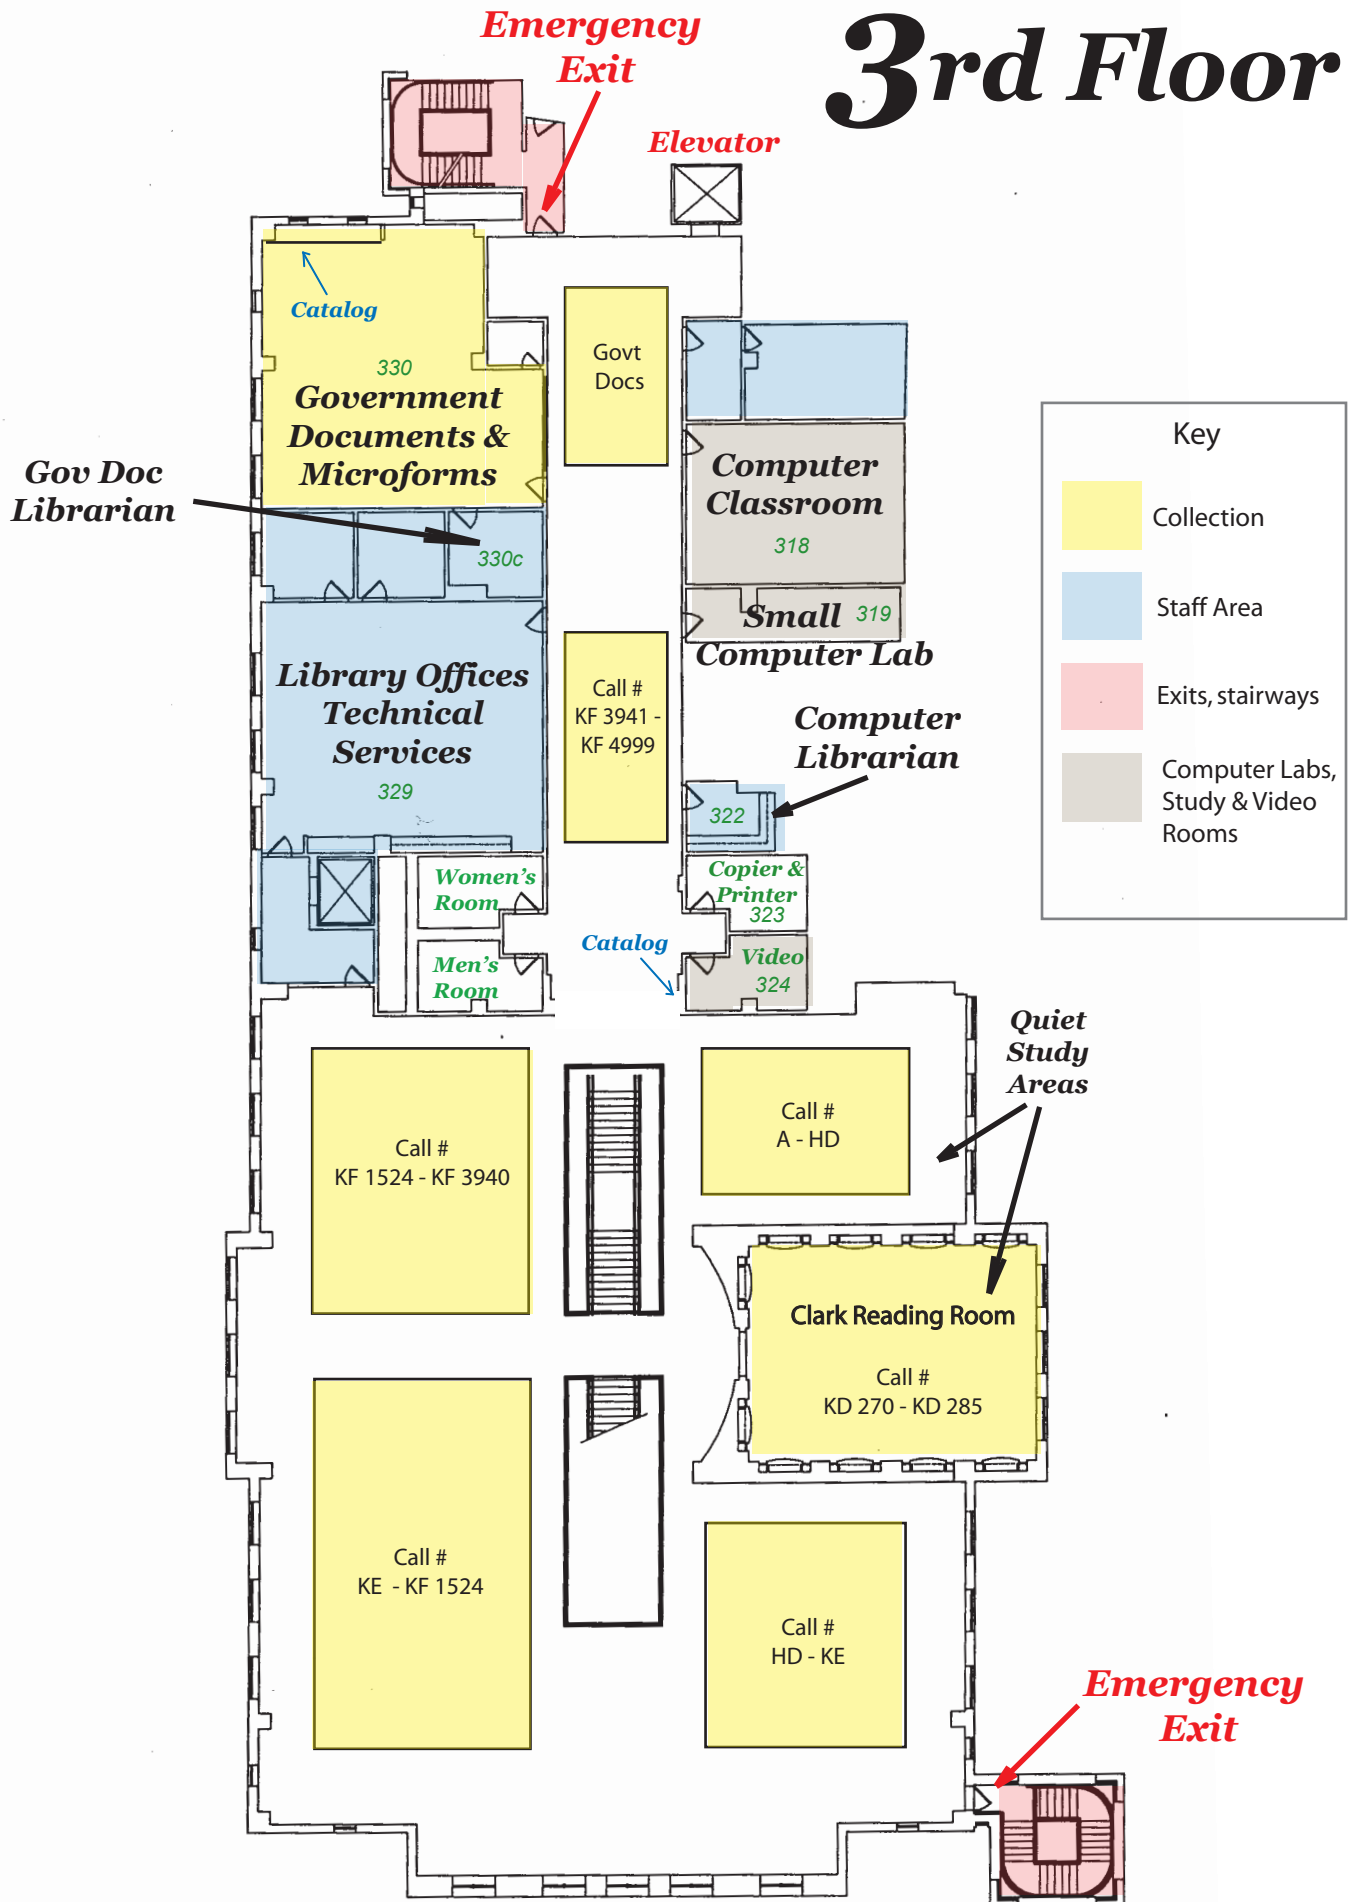 3rd Floor
Emergency
Exit
Elevator
Catalog
330
Government
Documents &
Microforms
Govt
Docs
Gov Doc
Librarian
330c
Computer
Classroom
318
Small 319
Computer Lab
Key
Collection
Staff Area
Exits, stairways
Computer Labs,
Study & Video
Rooms
Library Offices
Technical
Services
329
Call #
KF 3941 -
KF 4999
Computer
Librarian
322
Women's
Room
Copier &
Printer
323
Men's
Room
Catalog
Video
324
Quiet
Study
Areas
Call #
KF 1524 - KF 3940
Call #
A - HD
Clark Reading Room
Call #
KD 270 - KD 285
Call #
KE - KF 1524
Call #
HD - KE
Emergency
Exit